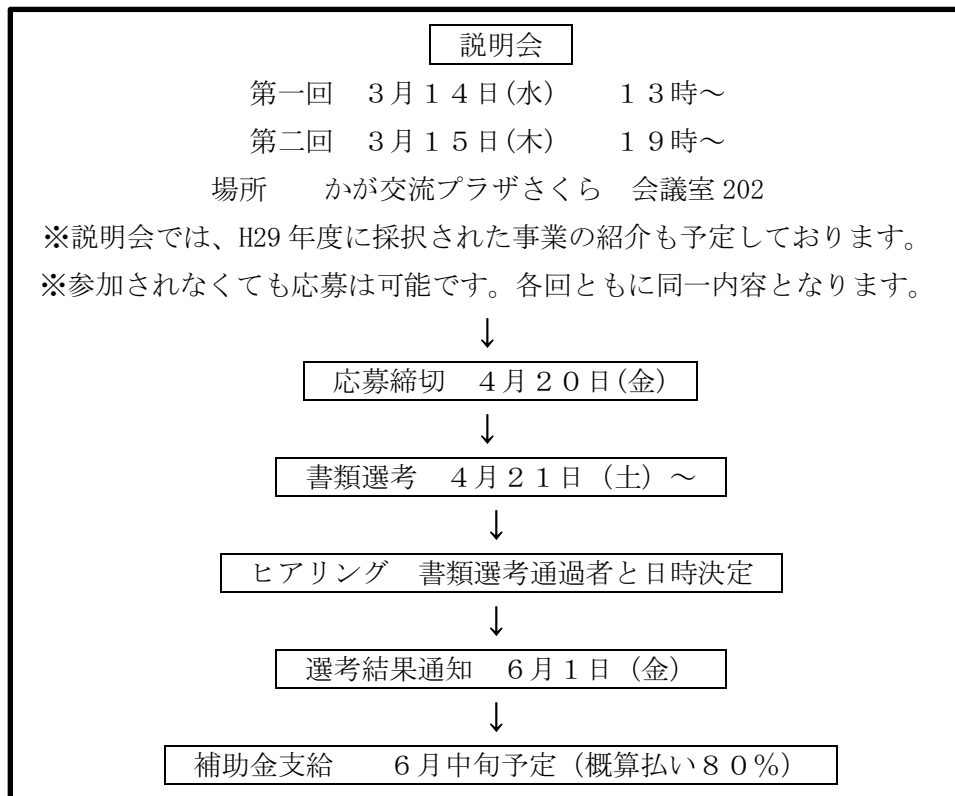 説明会
第一回　３月１４日(水)　　１３時～
第二回　３月１５日(木)　　１９時～
場所　　かが交流プラザさくら　会議室 202
※説明会では、H29 年度に採択された事業の紹介も予定しております。
※参加されなくても応募は可能です。各回ともに同一内容となります。
↓
応募締切　４月２０日(金)
↓
書類選考　４月２１日（土）～
↓
ヒアリング　書類選考通過者と日時決定
↓
選考結果通知　６月１日（金）
↓
補助金支給　　６月中旬予定（概算払い８０％）